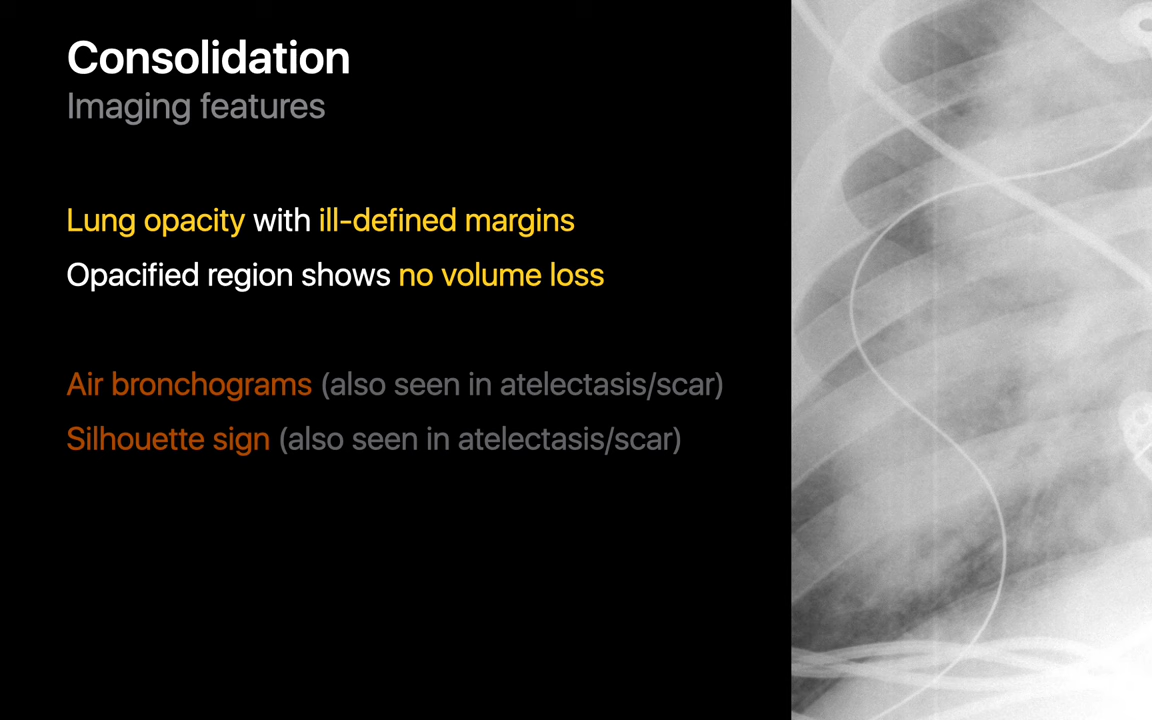 Consolidation
Imaging features
Lung opacity with ill-defined margins
Opacified region shows no volume loss
Air bronchograms (also seen in atelectasis/scar)
Silhouette sign (also seen in atelectasis/scar)